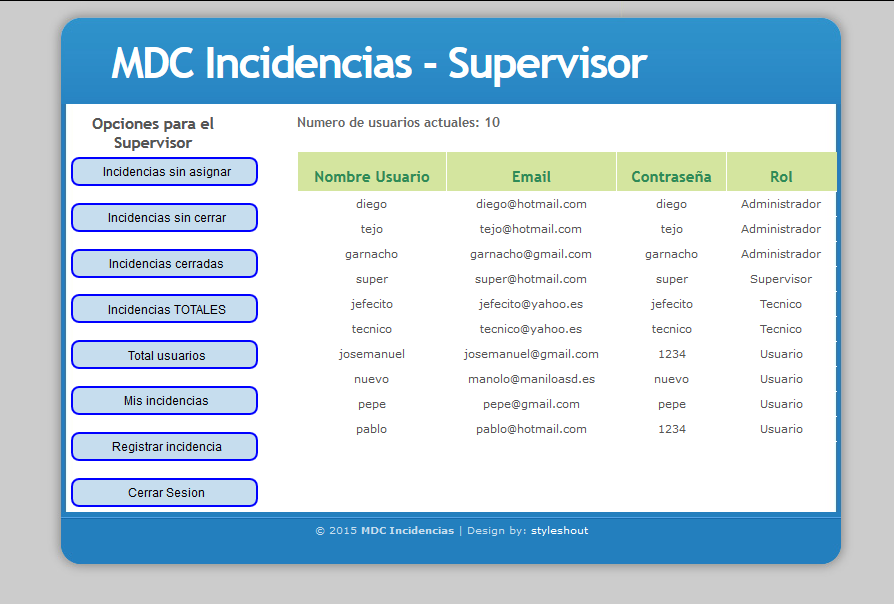 MDC Incidencias - Supervisor
Opciones para el
Supervisor
Incidencias sin asignar
Incidencias sin cerrar
Incidencias cerradas
Incidencias TOTALES
Total usuarios
Mis incidencias
Registrar incidencia
Cerrar Sesion
Numero de usuarios actuales: 10
Nombre Usuario Email Contraseña Rol
diego diego@hotmail.com diego Administrador
tejo tejo@hotmail.com tejo Administrador
garnacho garnacho@gmail.com garnacho Administrador
super super@hotmail.com super Supervisor
jefecito jefecito@yahoo.es jefecito Tecnico
tecnico tecnico@yahoo.es tecnico Tecnico
josemanuel josemanuel@gmail.com 1234 Usuario
nuevo manolo@maniloasd.es nuevo Usuario
pepe pepe@gmail.com pepe Usuario
pablo pablo@hotmail.com 1234 Usuario
© 2015 MDC Incidencias | Design by: styleshout